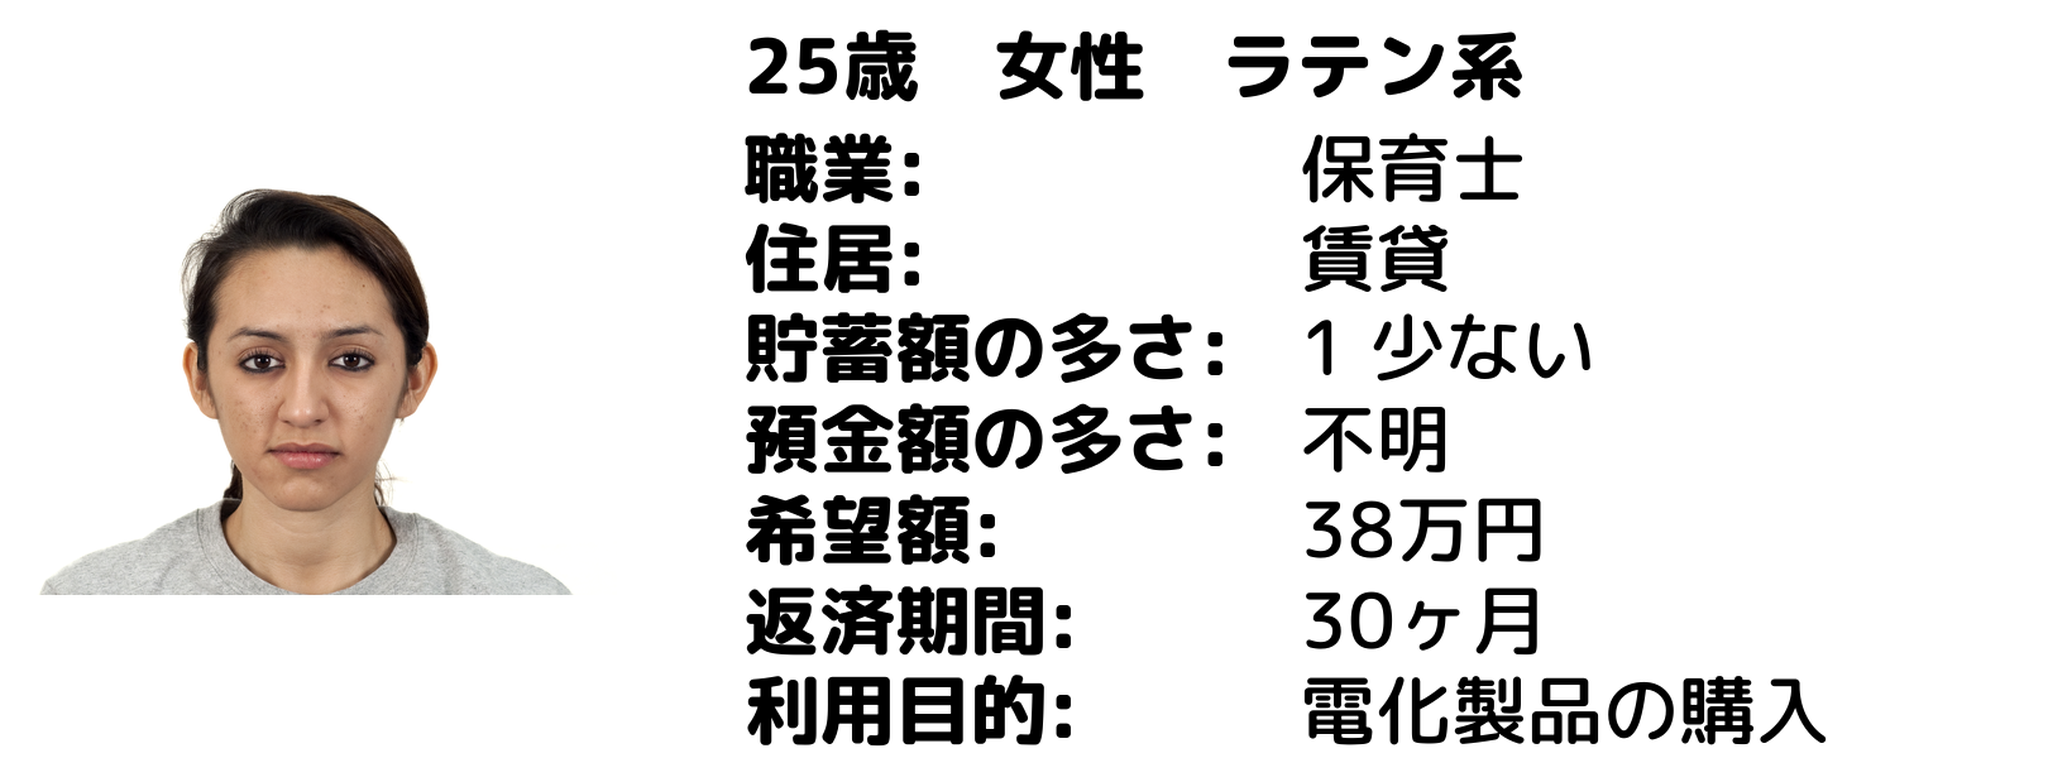 25歳　女性　ラテン系
職業: 保育士
住居: 賃貸
貯蓄額の多さ: 1 少ない
預金額の多さ: 不明
希望額: 38万円
返済期間: 30ヶ月
利用目的: 電化製品の購入